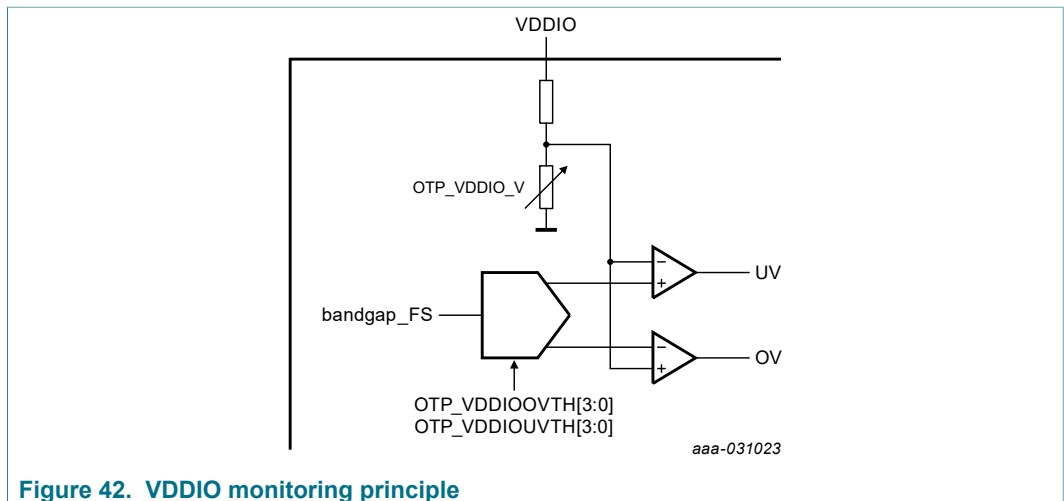 VDDIO
OTP_VDDIO_V
−
+
UV
bandgap_FS
−
+
OV
OTP_VDDIOOVTH[3:0]
OTP_VDDIOUVTH[3:0]
aaa-031023
Figure 42. VDDIO monitoring principle